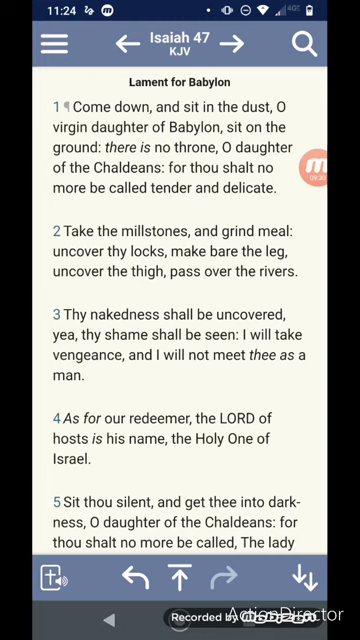 11:24
4G
Isaiah 47
KJV
Lament for Babylon
1 ¶ Come down, and sit in the dust, O
virgin daughter of Babylon, sit on the
ground: there is no throne, O daughter
of the Chaldeans: for thou shalt no
more be called tender and delicate.
09:30
2 Take the millstones, and grind meal:
uncover thy locks, make bare the leg,
uncover the thigh, pass over the rivers.
3 Thy nakedness shall be uncovered,
yea, thy shame shall be seen: I will take
vengeance, and I will not meet thee as a
man.
4 As for our redeemer, the LORD of
hosts is his name, the Holy One of
Israel.
5 Sit thou silent, and get thee into dark-
ness, O daughter of the Chaldeans: for
thou shalt no more be called, The lady
Recorded by
ActionDirector